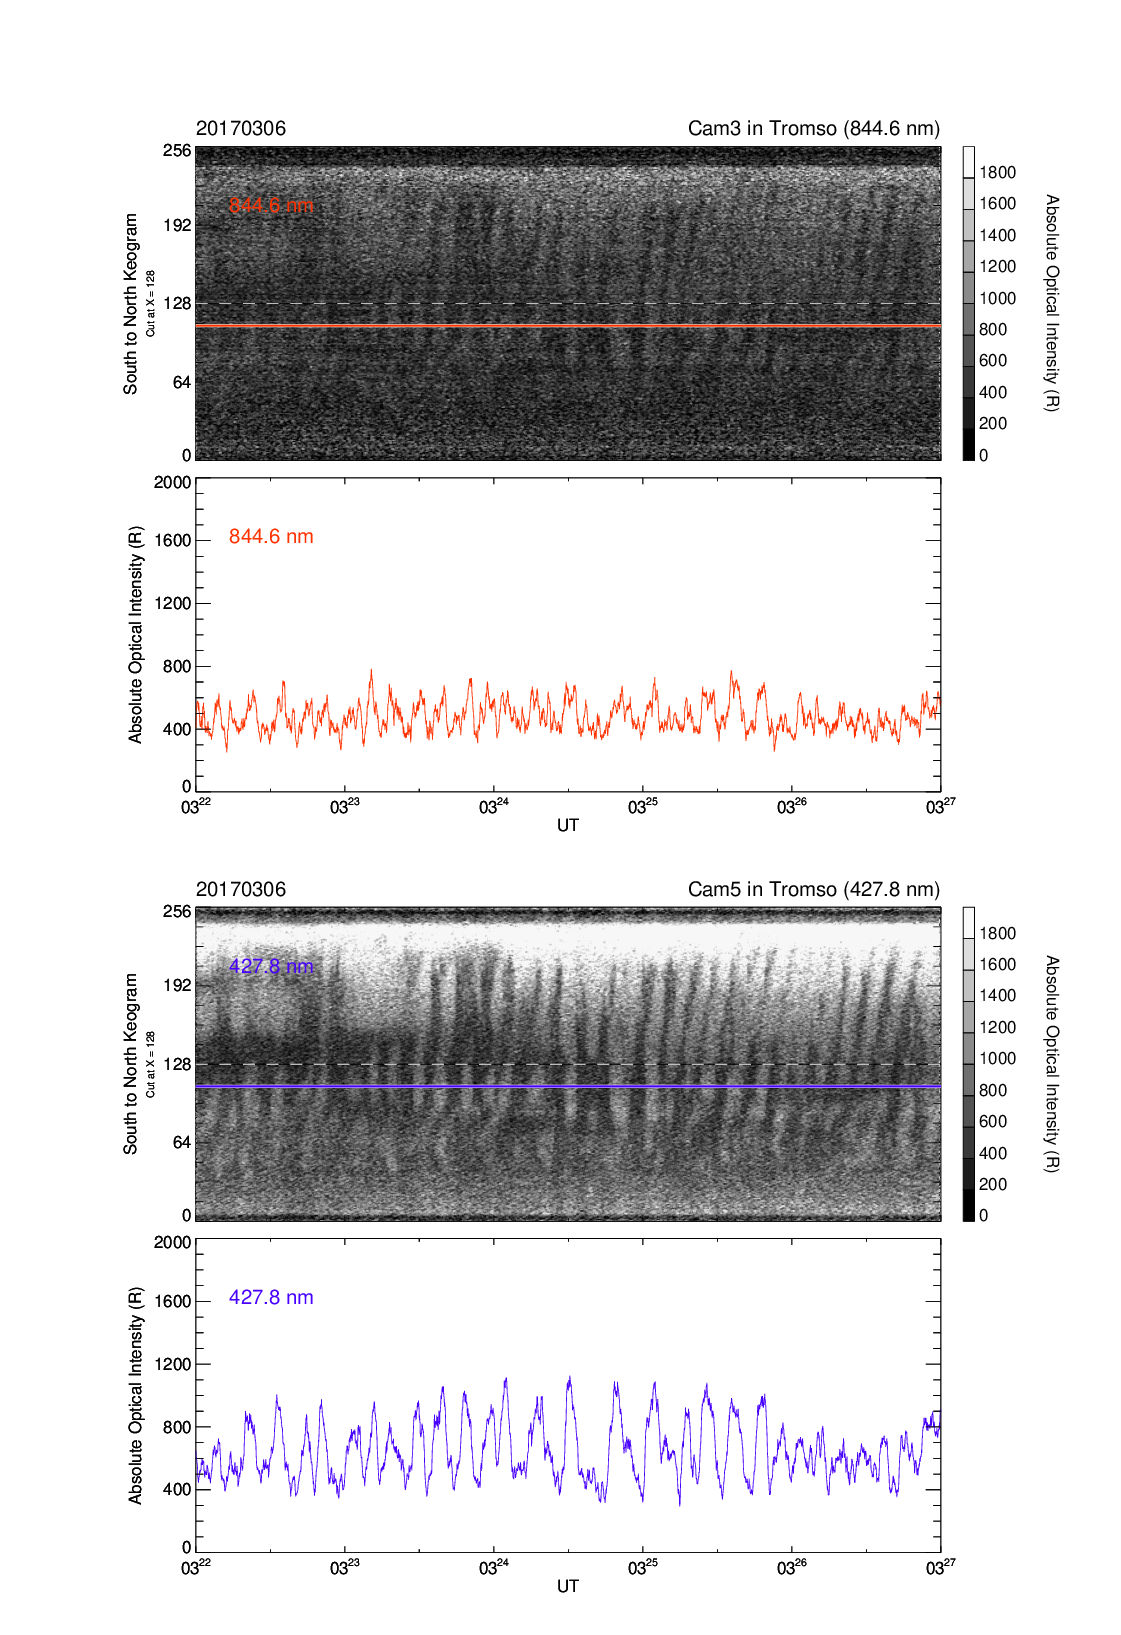 20170306 Cam3 in Tromso (844.6 nm)
256
192
128
64
0
South to North Keogram
Cut at X = 128
844.6 nm
1800
1600
1400
1200
1000
800
600
400
200
0
Absolute Optical Intensity (R)
2000
1600
1200
800
400
0
Absolute Optical Intensity (R)
844.6 nm
03²² 03²³ 03²⁴ 03²⁵ 03²⁶ 03²⁷
UT
20170306 Cam5 in Tromso (427.8 nm)
256
192
128
64
0
South to North Keogram
Cut at X = 128
427.8 nm
1800
1600
1400
1200
1000
800
600
400
200
0
Absolute Optical Intensity (R)
2000
1600
1200
800
400
0
Absolute Optical Intensity (R)
427.8 nm
03²² 03²³ 03²⁴ 03²⁵ 03²⁶ 03²⁷
UT